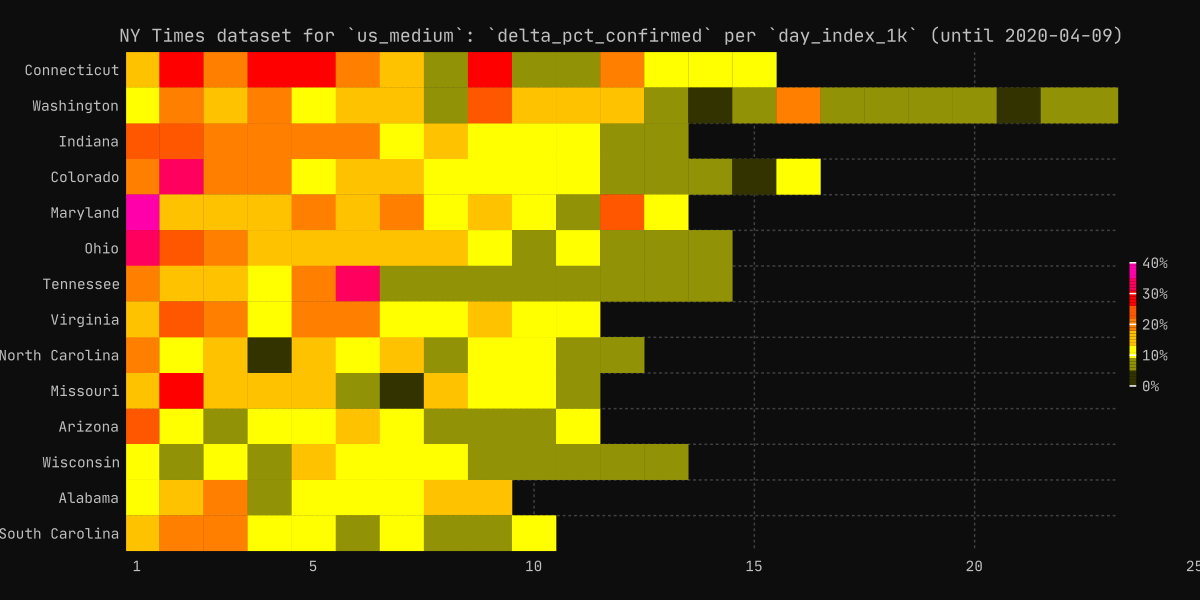 NY Times dataset for `us_medium`: `delta_pct_confirmed` per `day_index_1k` (until 2020-04-09)
Connecticut
Washington
Indiana
Colorado
Maryland
Ohio
Tennessee
Virginia
North Carolina
Missouri
Arizona
Wisconsin
Alabama
South Carolina
40%
30%
20%
10%
0%
1 5 10 15 20 25